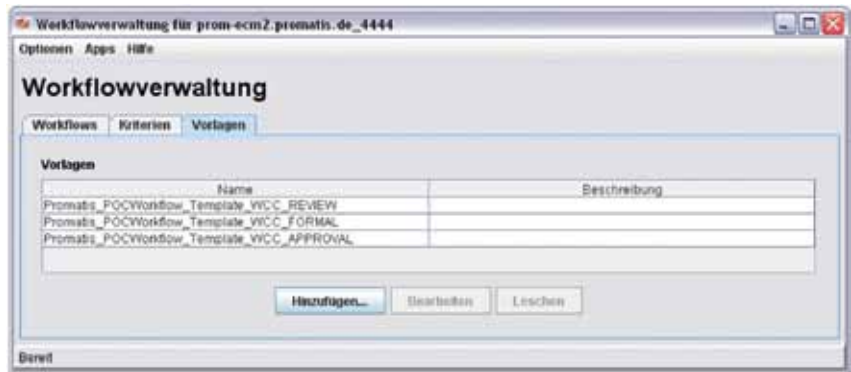 Workflowverwaltung für prom-ecm2.promatis.de_4444
Optionen Apps Hilfe
Workflowverwaltung
Workflows Kriterien Vorlagen
Vorlagen
Name Beschreibung
Promatis_POCWorkflow_Template_WCC_REVIEW
Promatis_POCWorkflow_Template_WCC_FORMAL
Promatis_POCWorkflow_Template_WCC_APPROVAL
Hinzufügen... Bearbeiten Löschen
Bereit